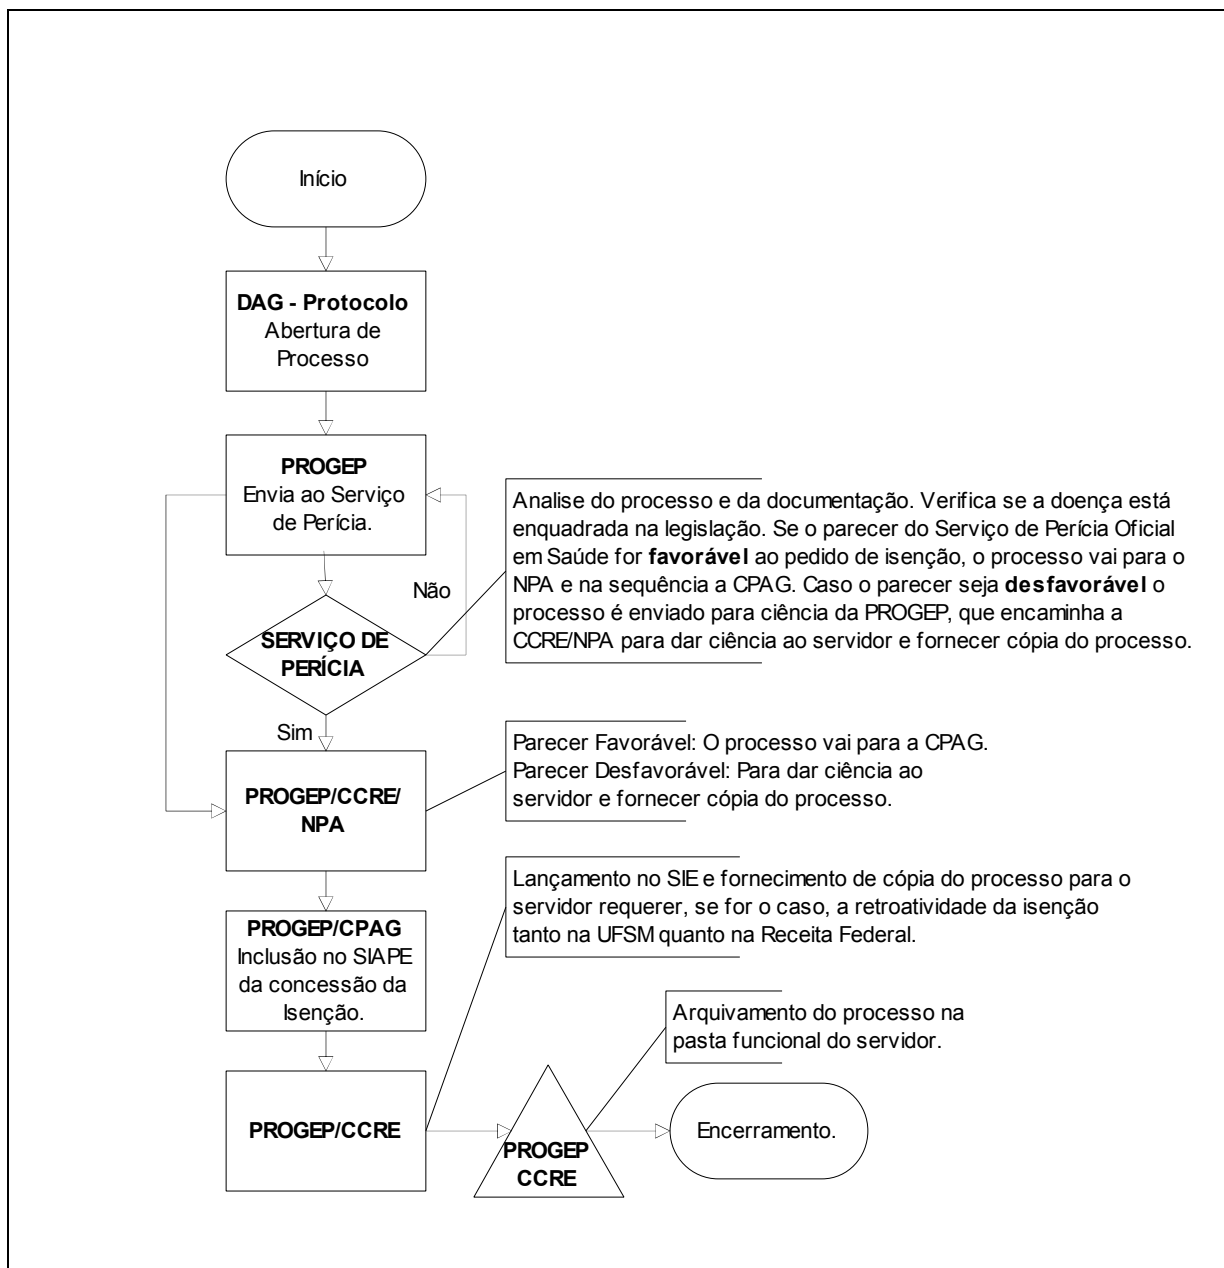 Início
DAG - Protocolo
Abertura de
Processo
PROGEP
Envia ao Serviço
de Perícia.
Analise do processo e da documentação. Verifica se a doença está
enquadrada na legislação. Se o parecer do Serviço de Perícia Oficial
em Saúde for favorável ao pedido de isenção, o processo vai para o
NPA e na sequência a CPAG. Caso o parecer seja desfavorável o
processo é enviado para ciência da PROGEP, que encaminha a
CCRE/NPA para dar ciência ao servidor e fornecer cópia do processo.
Não
SERVIÇO DE
PERÍCIA
Sim
PROGEP/CCRE/
NPA
Parecer Favorável: O processo vai para a CPAG.
Parecer Desfavorável: Para dar ciência ao
servidor e fornecer cópia do processo.
PROGEP/CPAG
Inclusão no SIAPE
da concessão da
Isenção.
Lançamento no SIE e fornecimento de cópia do processo para o
servidor requerer, se for o caso, a retroatividade da isenção
tanto na UFSM quanto na Receita Federal.
PROGEP/CCRE
PROGEP
CCRE
Arquivamento do processo na
pasta funcional do servidor.
Encerramento.